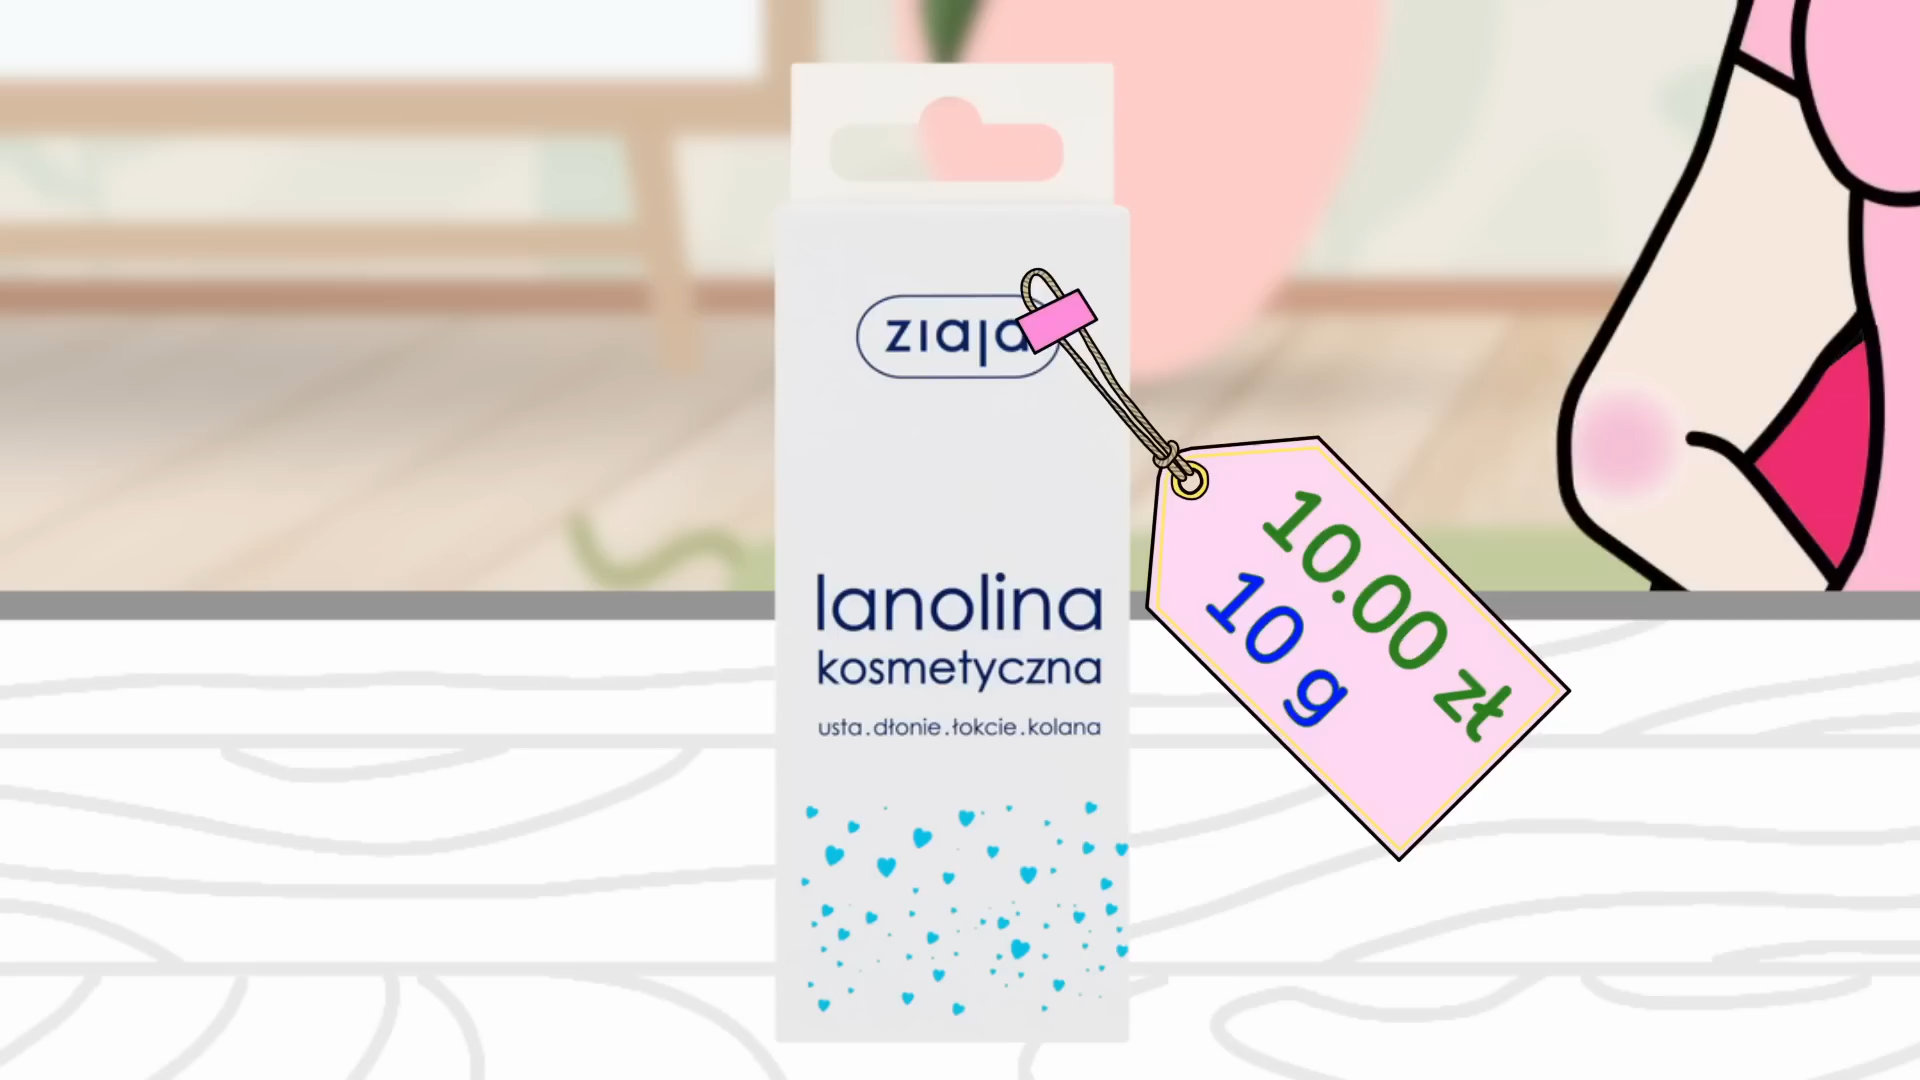 ziaja
lanolina
kosmetyczna
usta.dłonie.łokcie.kolana
10.00 zł
10 g